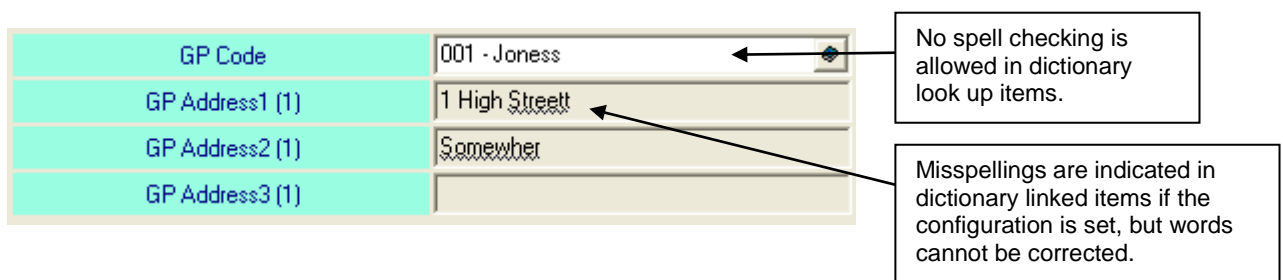 GP Code
001 - Joness
GP Address1 (1)
1 High Streett
GP Address2 (1)
Somewher
GP Address3 (1)
No spell checking is
allowed in dictionary
look up items.
Misspellings are indicated in
dictionary linked items if the
configuration is set, but words
cannot be corrected.